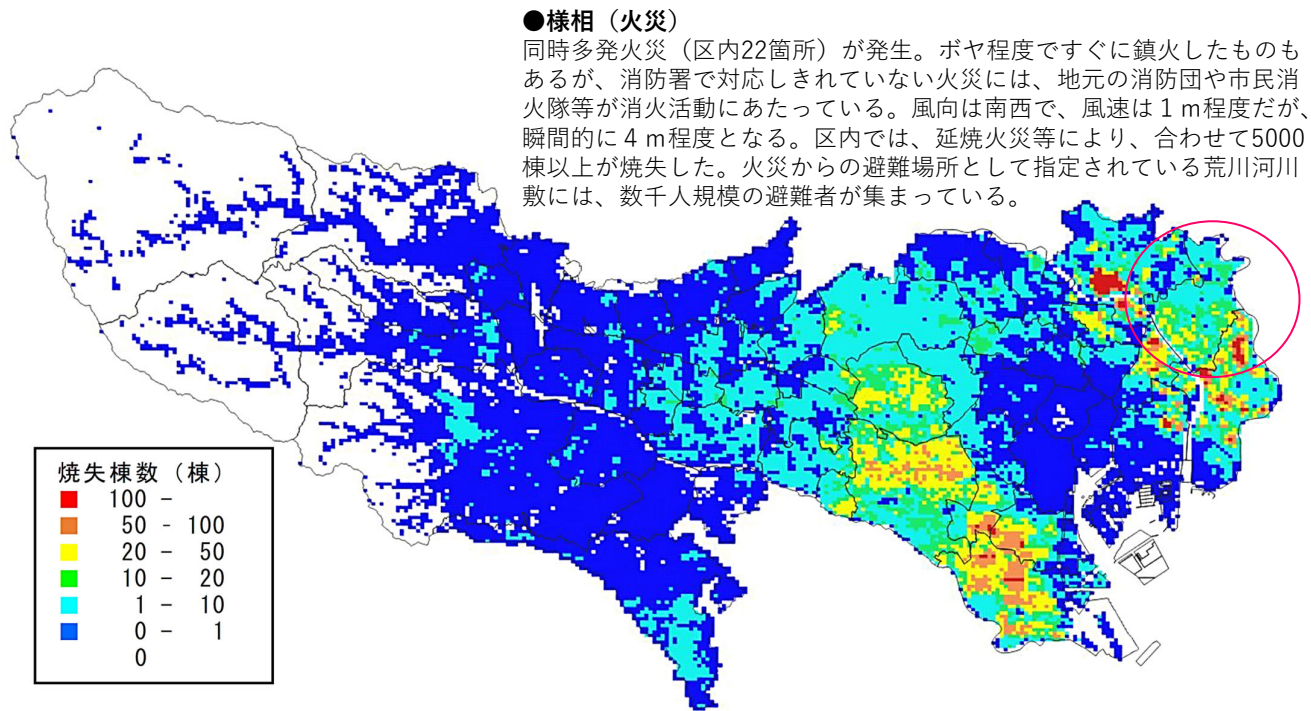 ●様相（火災）
同時多発火災（区内22箇所）が発生。ボヤ程度ですぐに鎮火したものも
あるが、消防署で対応しきれていない火災には、地元の消防団や市民消
火隊等が消火活動にあたっている。風向は南西で、風速は１ｍ程度だが、
瞬間的に４ｍ程度となる。区内では、延焼火災等により、合わせて5000
棟以上が焼失した。火災からの避難場所として指定されている荒川河川
敷には、数千人規模の避難者が集まっている。
焼失棟数（棟）
100 -
50 - 100
20 - 50
10 - 20
1 - 10
0 - 1
0